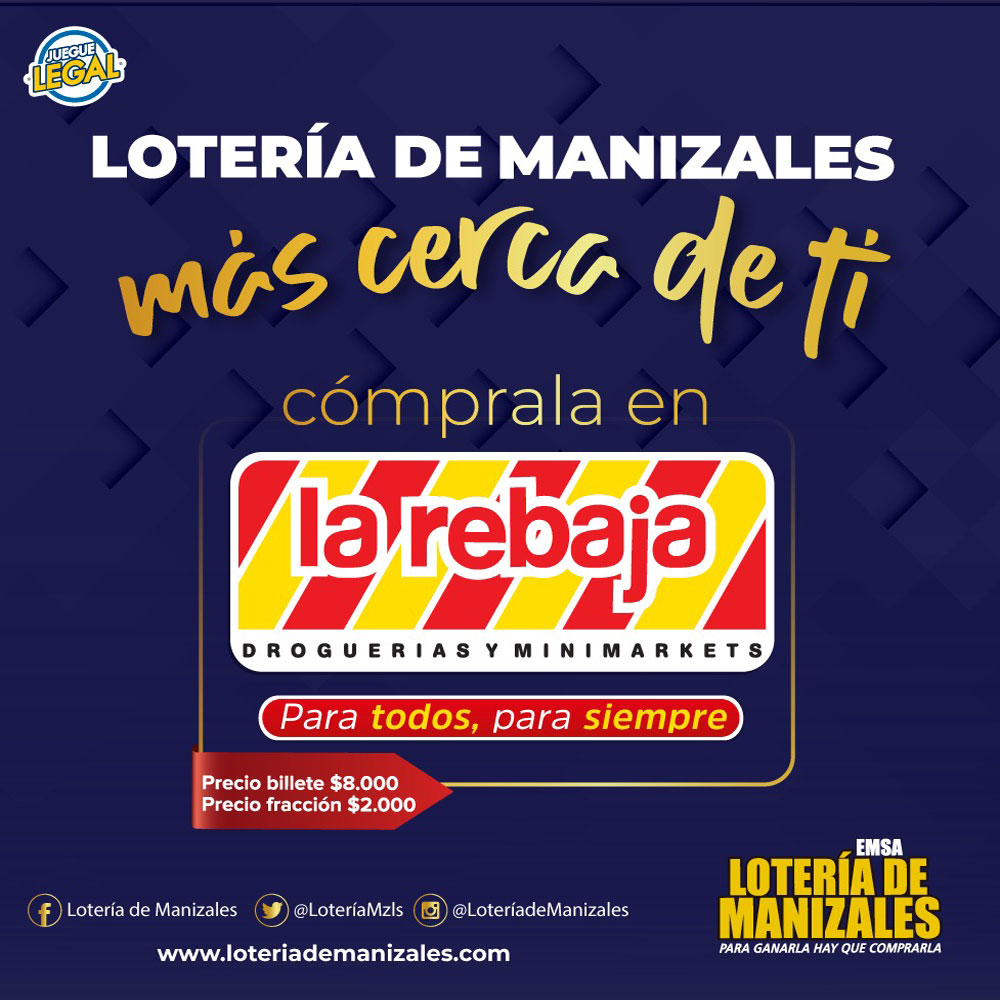 JUEGUE
LEGAL
LOTERÍA DE MANIZALES
más cerca de ti
cómprala en
la rebaja
DROGUERIAS Y MINIMARKETS
Para todos, para siempre
Precio billete $8.000
Precio fracción $2.000
EMSA
LOTERÍA DE
MANIZALES
PARA GANARLA HAY QUE COMPRARLA
Lotería de Manizales @LoteríaMzls @LoteríadeManizales
www.loteriademanizales.com